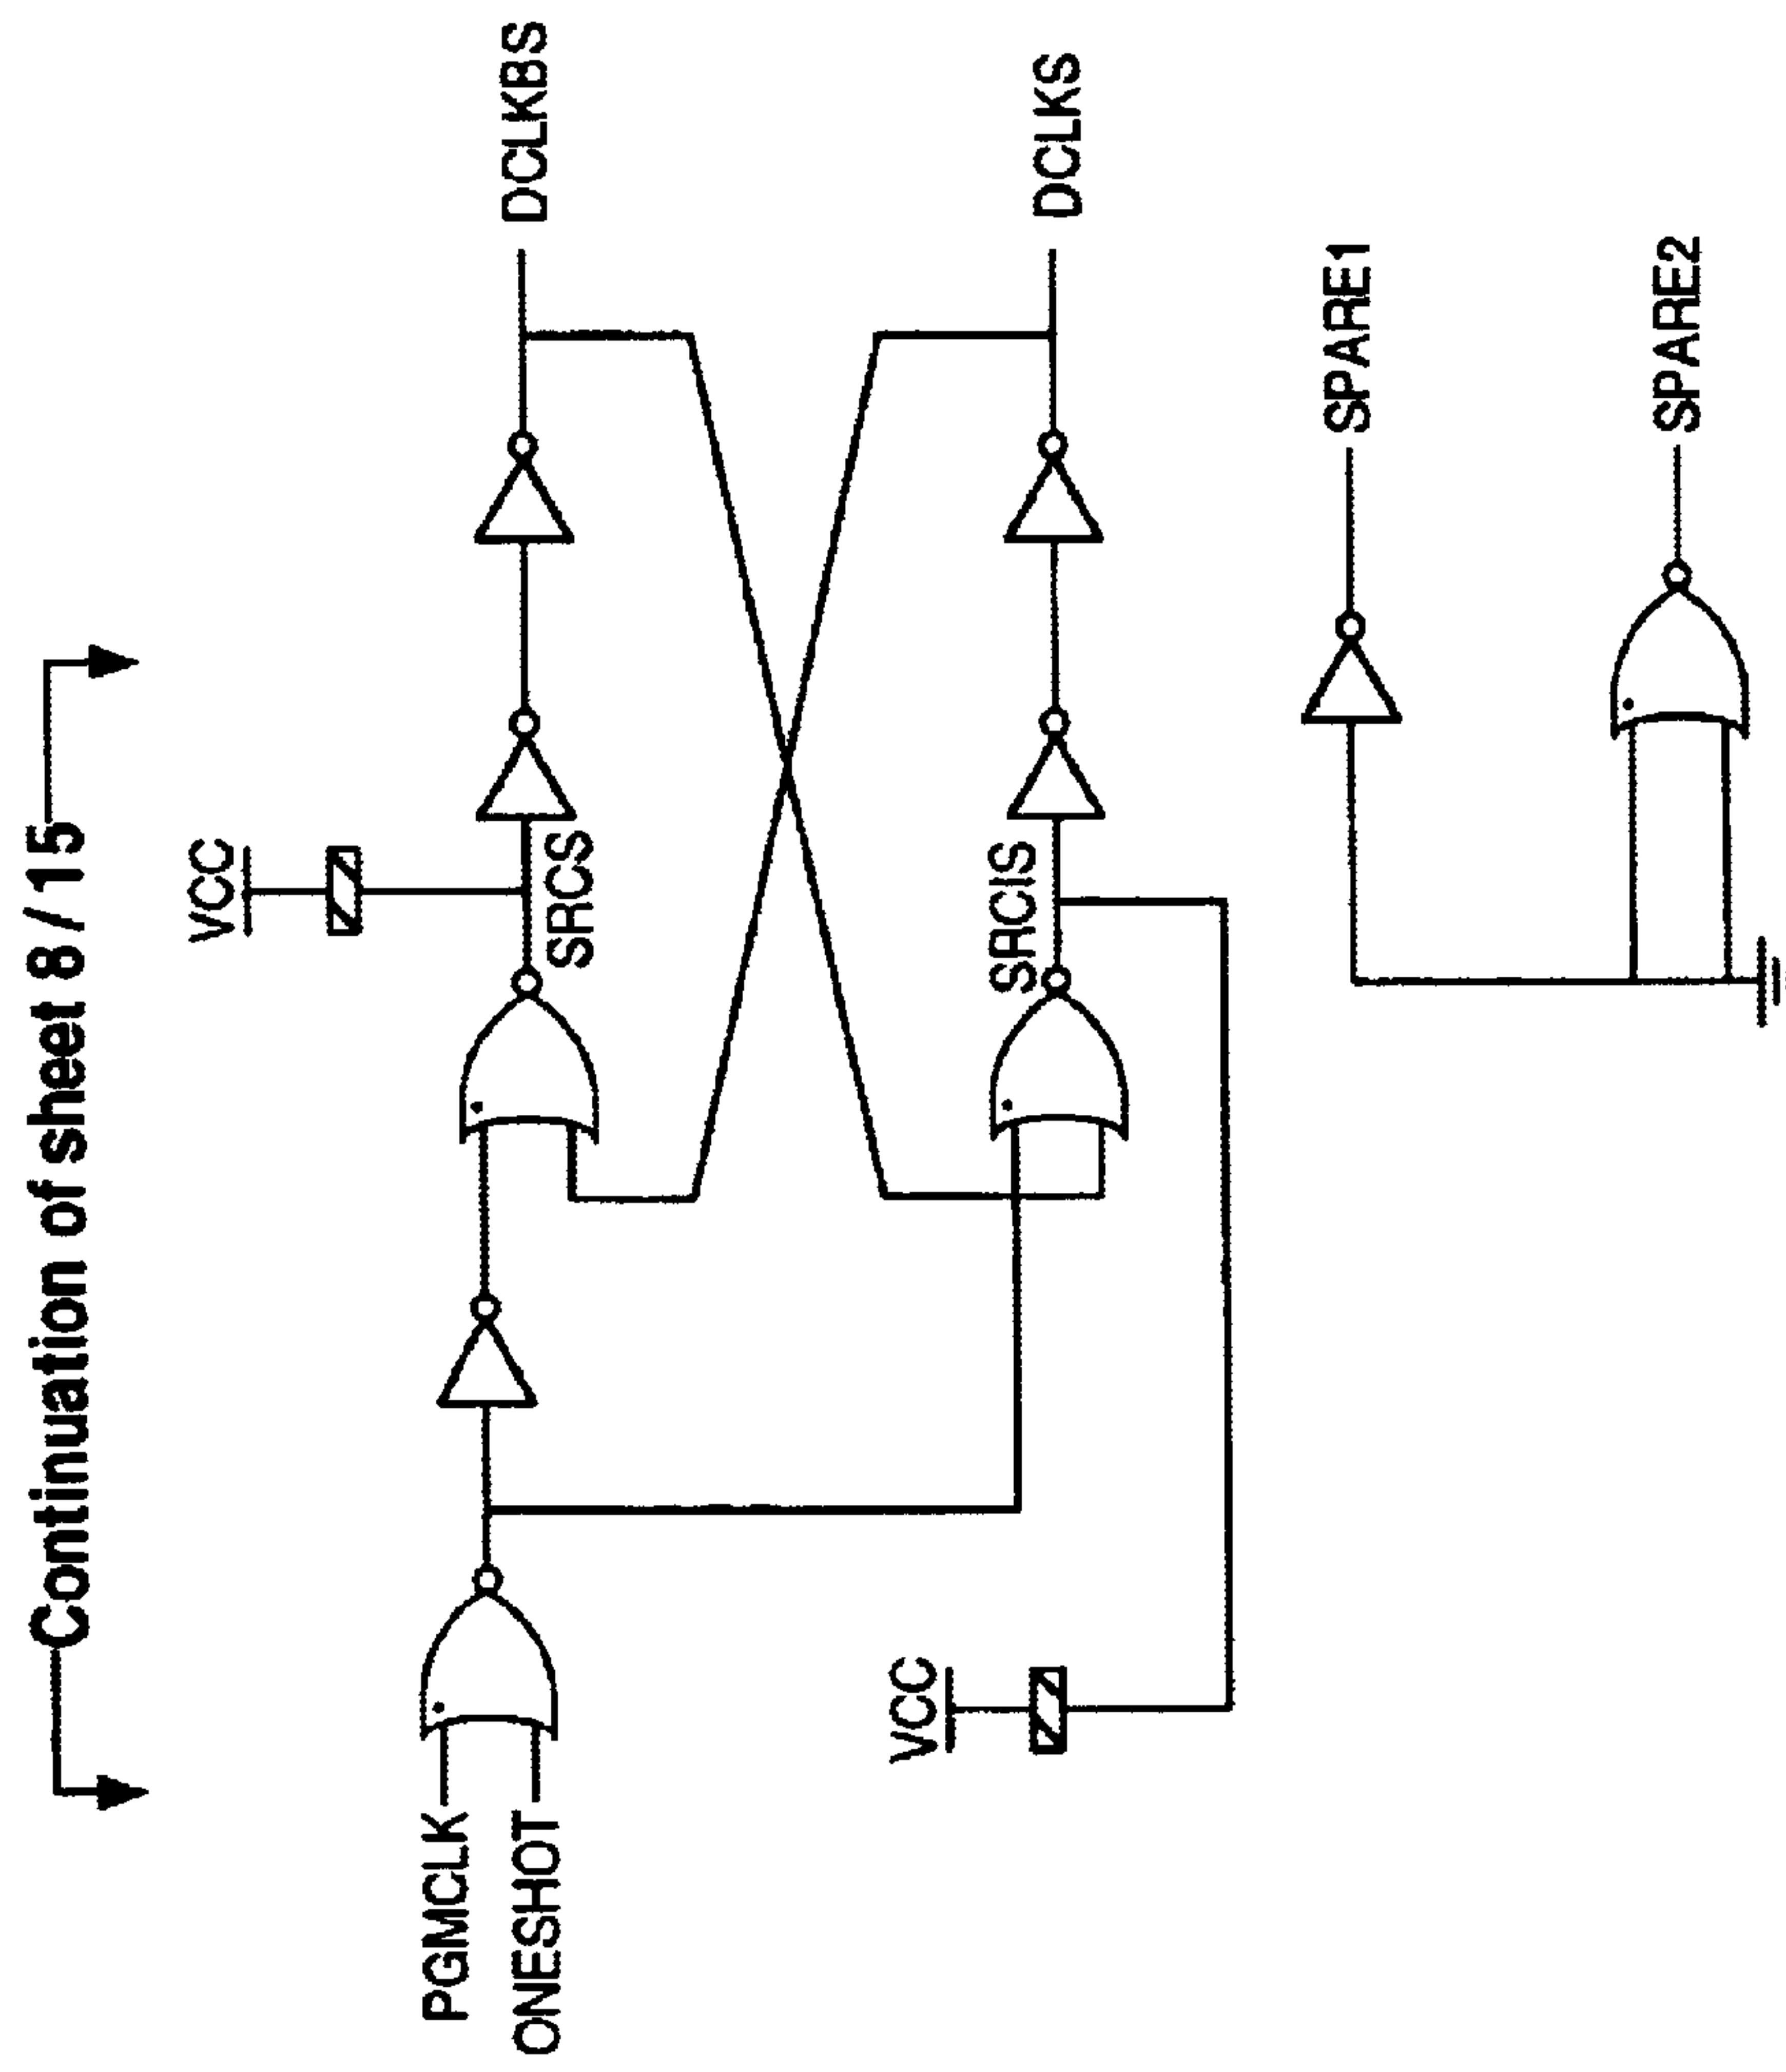 Continuation of sheet 8/15
VCC
DCLKBS
SRCS
PGMCLK
ONESHOT
VCC
SRCIS
DCLKS
SPARE1
SPARE2